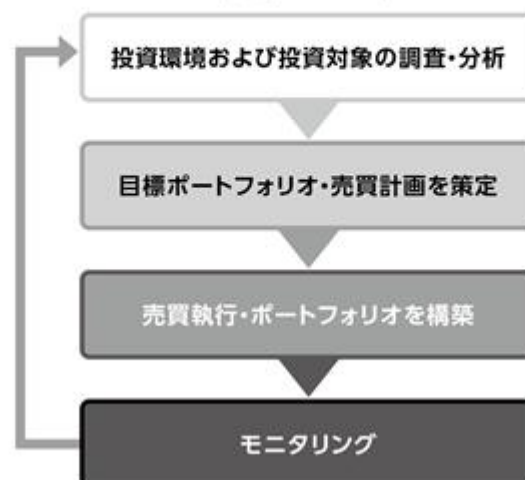 投資環境および投資対象の調査・分析
目標ポートフォリオ・売買計画を策定
売買執行・ポートフォリオを構築
モニタリング